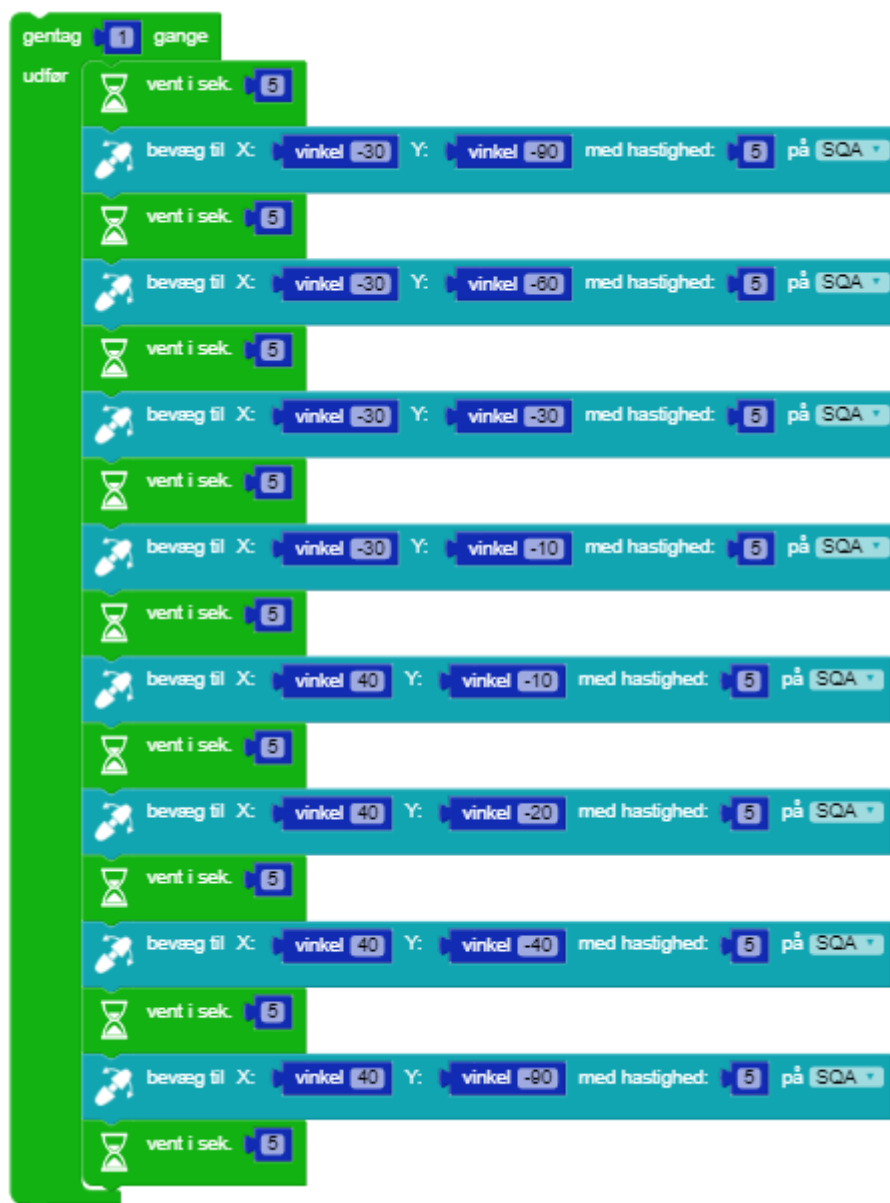 gentag 1 gange
udfør
vent i sek. 5
bevæg til X: vinkel -30 Y: vinkel -90 med hastighed: 5 på SQA
vent i sek. 5
bevæg til X: vinkel -30 Y: vinkel -60 med hastighed: 5 på SQA
vent i sek. 5
bevæg til X: vinkel -30 Y: vinkel -30 med hastighed: 5 på SQA
vent i sek. 5
bevæg til X: vinkel -30 Y: vinkel -10 med hastighed: 5 på SQA
vent i sek. 5
bevæg til X: vinkel 40 Y: vinkel -10 med hastighed: 5 på SQA
vent i sek. 5
bevæg til X: vinkel 40 Y: vinkel -20 med hastighed: 5 på SQA
vent i sek. 5
bevæg til X: vinkel 40 Y: vinkel -40 med hastighed: 5 på SQA
vent i sek. 5
bevæg til X: vinkel 40 Y: vinkel -90 med hastighed: 5 på SQA
vent i sek. 5